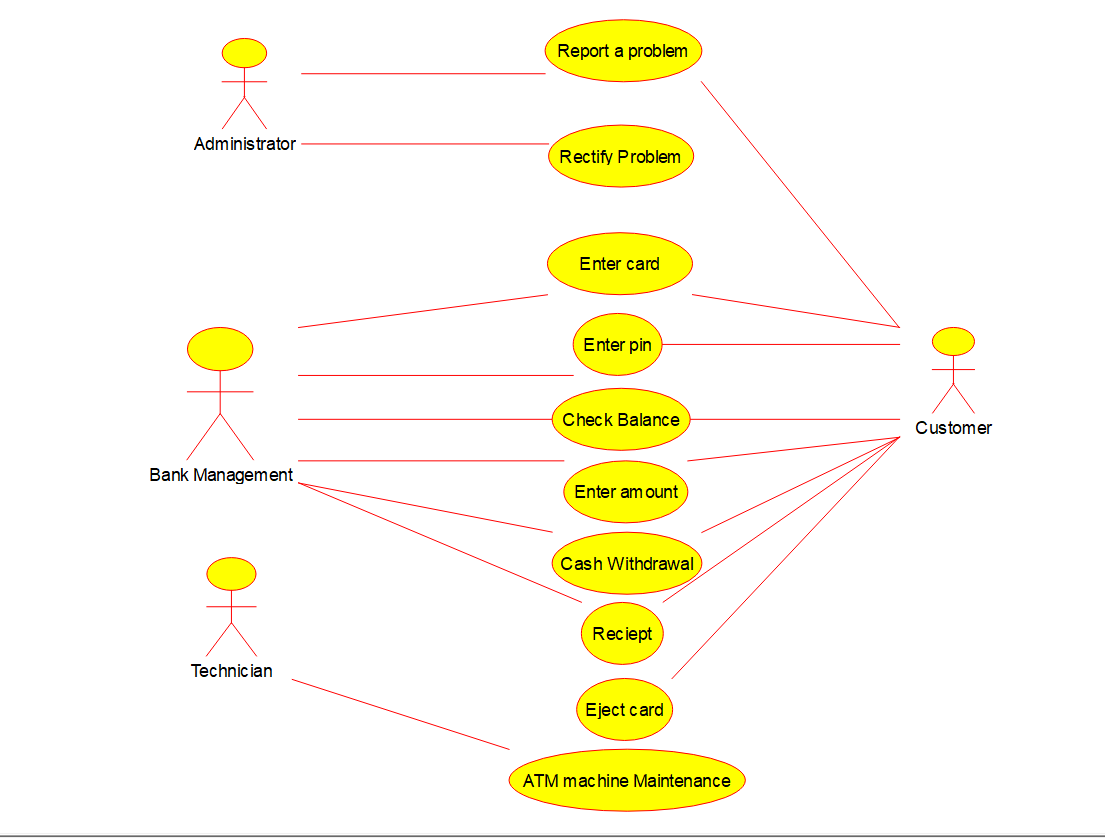 Report a problem
Administrator
Rectify Problem
Enter card
Enter pin
Check Balance
Customer
Bank Management
Enter amount
Cash Withdrawal
Reciept
Technician
Eject card
ATM machine Maintenance